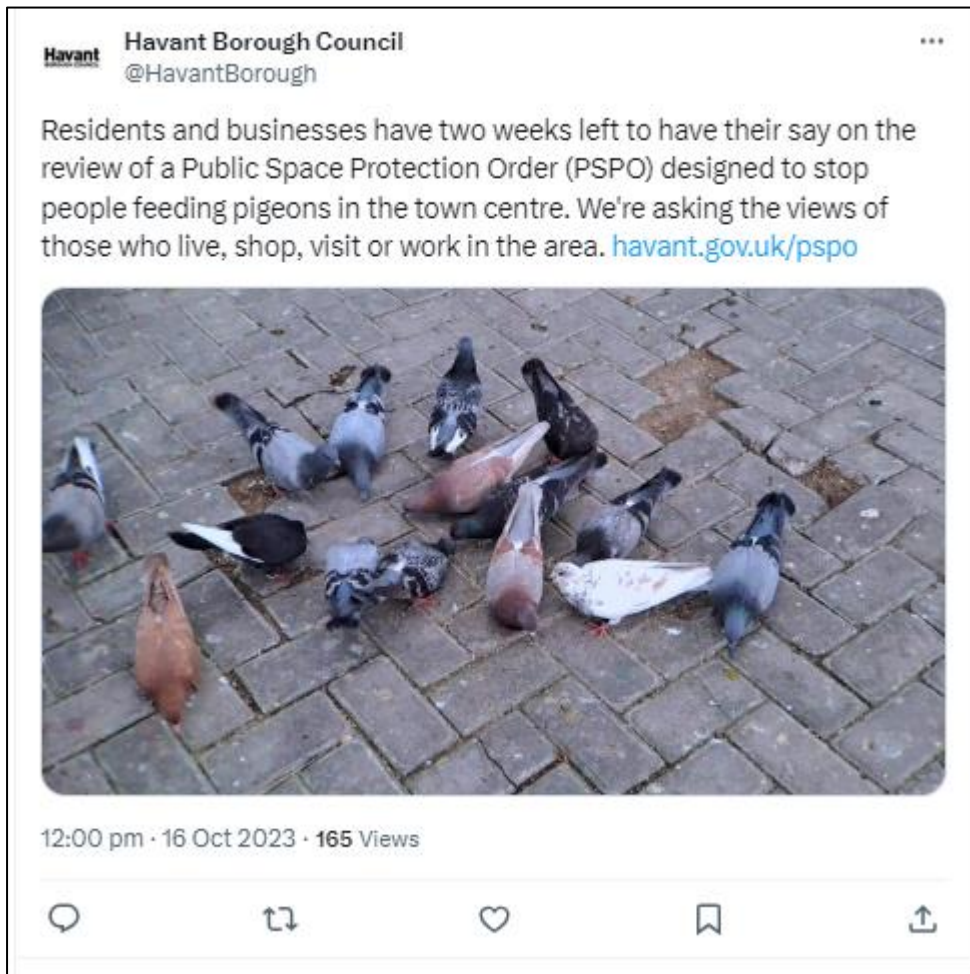 Havant
BOROUGH COUNCIL
Havant Borough Council
@HavantBorough
Residents and businesses have two weeks left to have their say on the
review of a Public Space Protection Order (PSPO) designed to stop
people feeding pigeons in the town centre. We're asking the views of
those who live, shop, visit or work in the area. havant.gov.uk/pspo
12:00 pm · 16 Oct 2023 · 165 Views